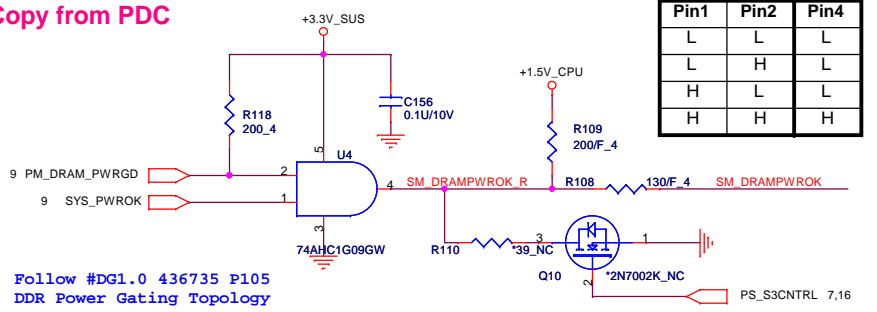 Copy from PDC
+3.3V_SUS
Pin1 Pin2 Pin4
L L L
L H L
H L L
H H H
+1.5V_CPU
C156
0.1U/10V
R118
200_4
R109
200/F_4
5
U4
9 PM_DRAM_PWRGD
2
9 SYS_PWROK
1
4
SM_DRAMPWROK_R
R108
130/F_4
SM_DRAMPWROK
3
74AHC1G09GW
R110
*39_NC
3
1
Q10
*2N7002K_NC
2
PS_S3CNTRL 7,16
Follow #DG1.0 436735 P105
DDR Power Gating Topology